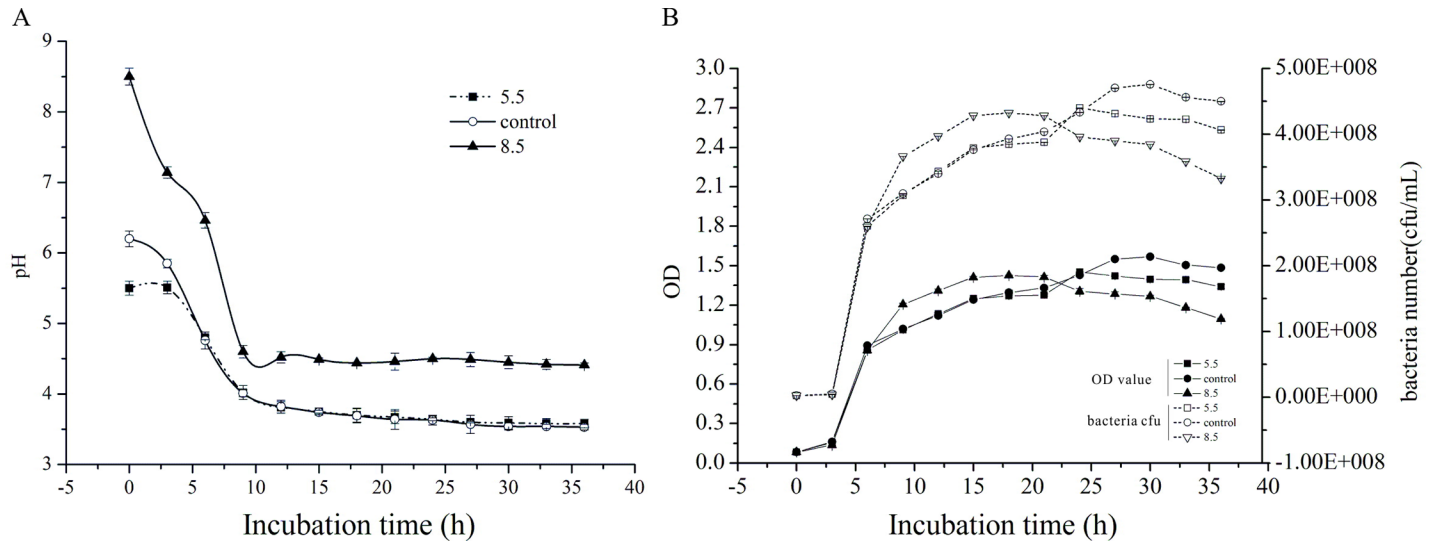 A
9
8
7
6
5
4
3
pH
-5
0
5
10
15
20
25
30
35
40
Incubation time (h)
5.5
control
8.5
B
3.0
2.7
2.4
2.1
1.8
1.5
1.2
0.9
0.6
0.3
0.0
OD
-5
0
5
10
15
20
25
30
35
40
Incubation time (h)
5.00E+008
4.00E+008
3.00E+008
2.00E+008
1.00E+008
0.00E+000
-1.00E+008
bacteria number(cfu/mL)
OD value
5.5
control
8.5
bacteria cfu
5.5
control
8.5